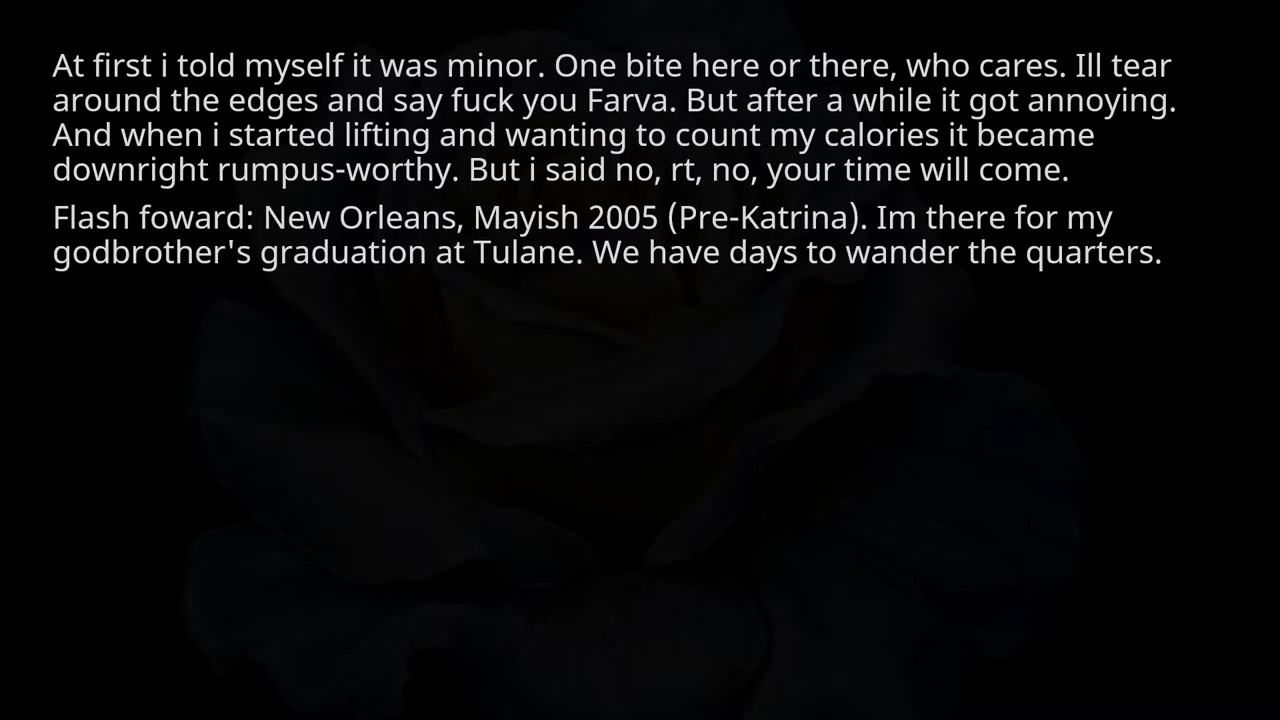 At first i told myself it was minor. One bite here or there, who cares. Ill tear
around the edges and say fuck you Farva. But after a while it got annoying.
And when i started lifting and wanting to count my calories it became
downright rumpus-worthy. But i said no, rt, no, your time will come.
Flash foward: New Orleans, Mayish 2005 (Pre-Katrina). Im there for my
godbrother's graduation at Tulane. We have days to wander the quarters.